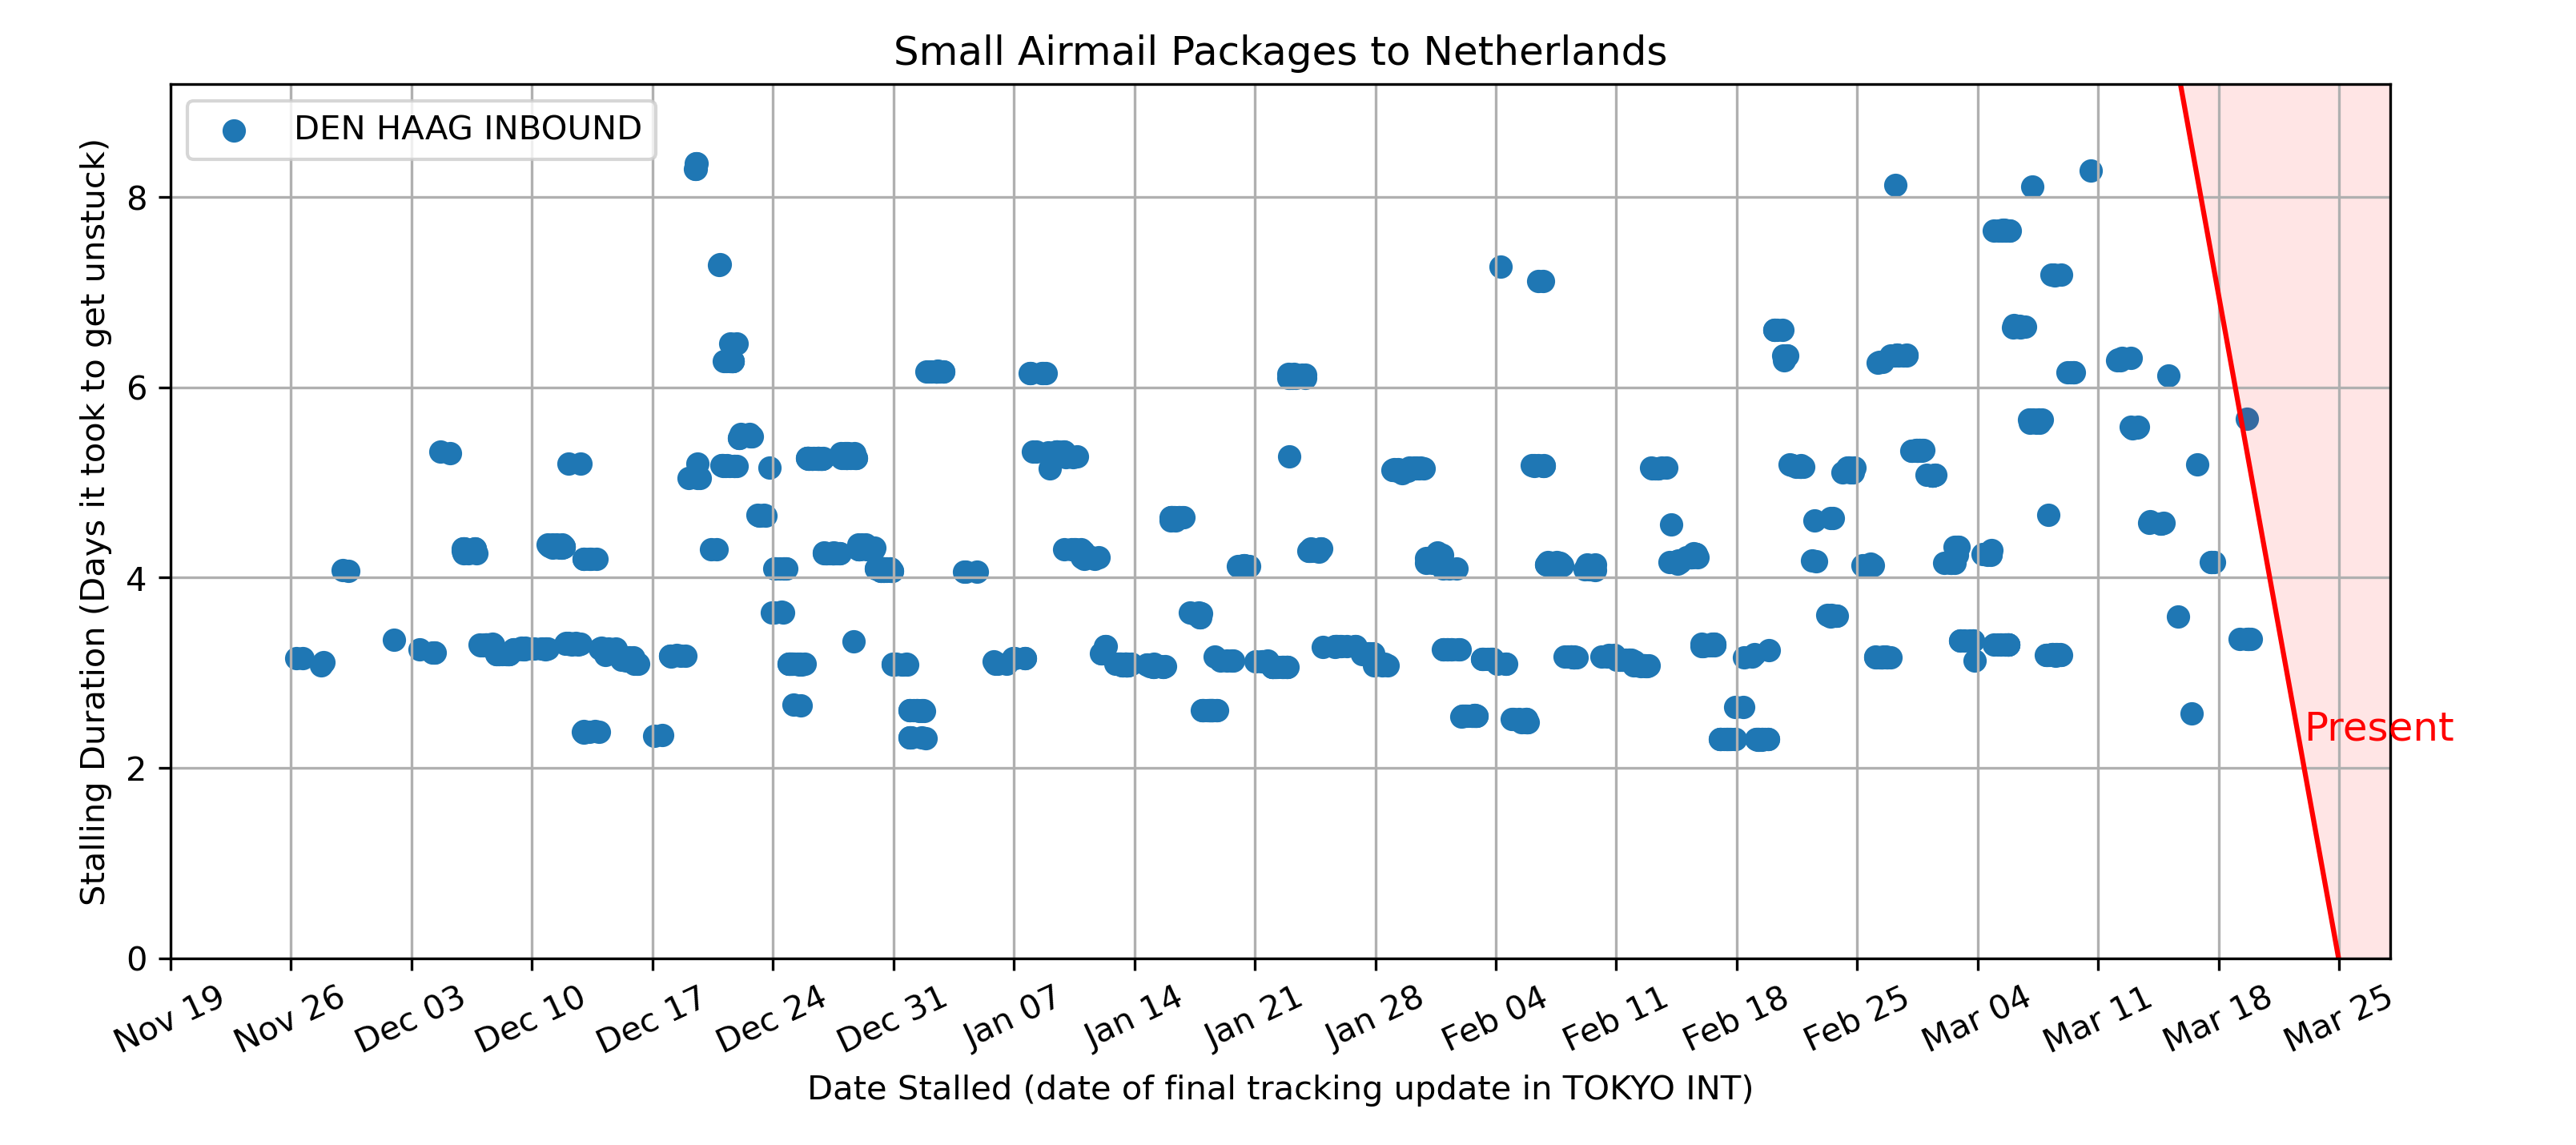 Small Airmail Packages to Netherlands
DEN HAAG INBOUND
Stalling Duration (Days it took to get unstuck)
8
6
4
2
0
Present
Nov 19
Nov 26
Dec 03
Dec 10
Dec 17
Dec 24
Dec 31
Jan 07
Jan 14
Jan 21
Jan 28
Feb 04
Feb 11
Feb 18
Feb 25
Mar 04
Mar 11
Mar 18
Mar 25
Date Stalled (date of final tracking update in TOKYO INT)